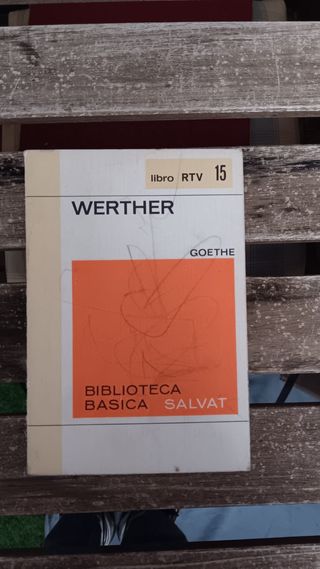 libro RTV 15
WERTHER
GOETHE
BIBLIOTECA
BASICA SALVAT